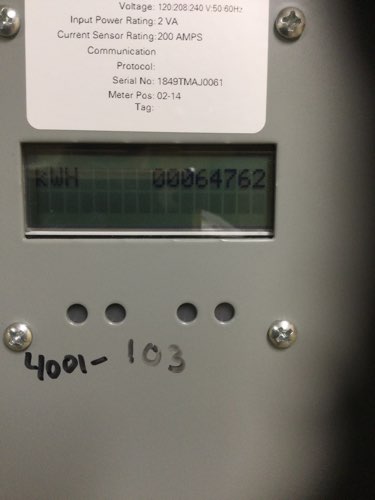 Voltage: 120:208:240 V:50:60Hz
Input Power Rating: 2 VA
Current Sensor Rating: 200 AMPS
Communication
Protocol:
Serial No: 1849TMAJ0061
Meter Pos: 02-14
Tag:
KWH 00064762
4001-103